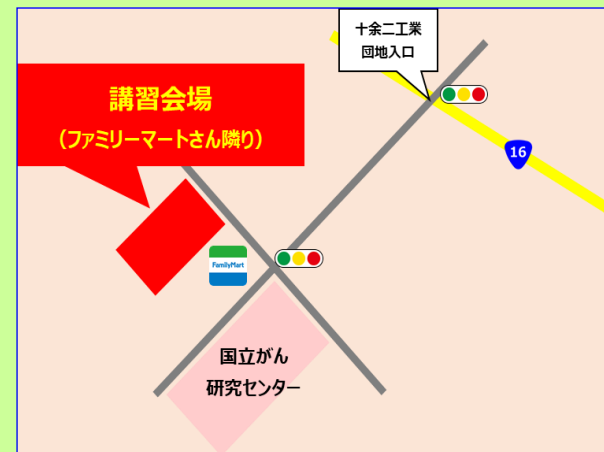 十余二工業
団地入口
講習会場
(ファミリーマートさん隣り)
16
FamilyMart
国立がん
研究センター